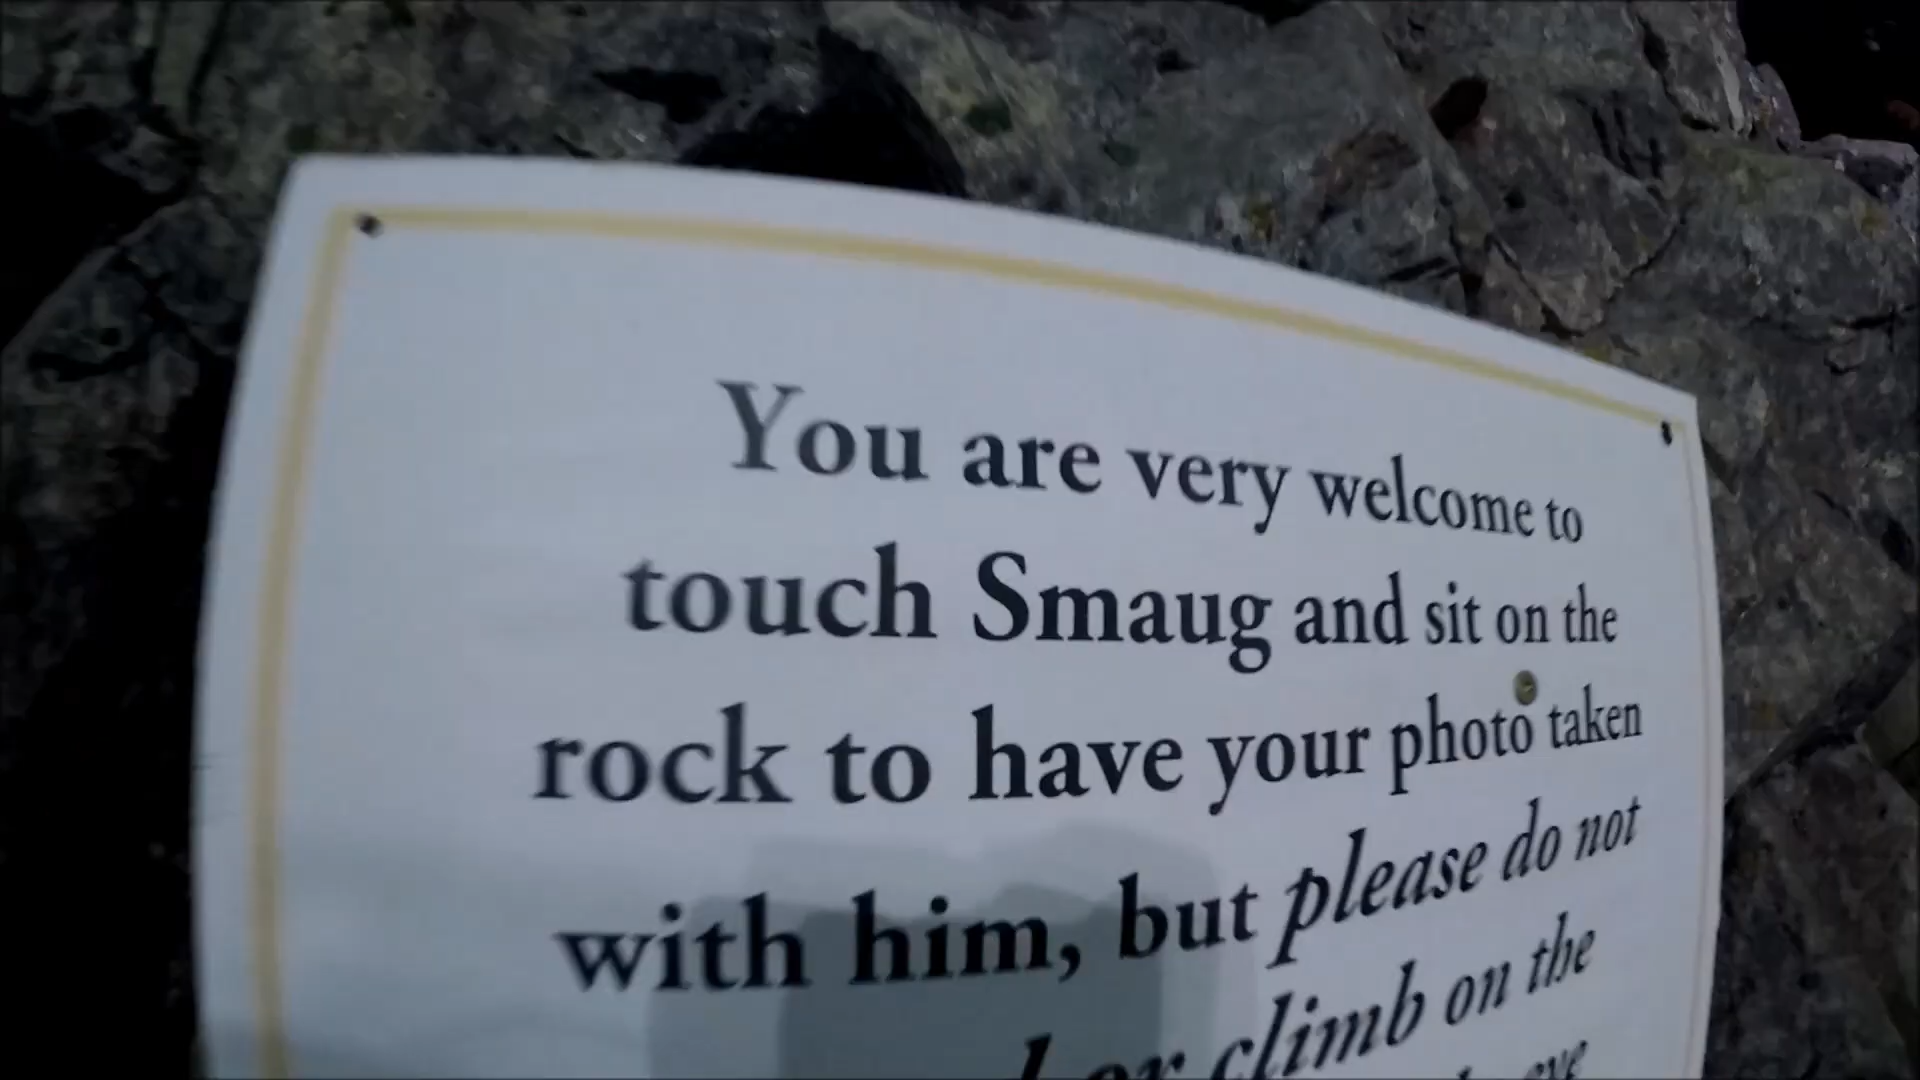 You are very welcome to
touch Smaug and sit on the
rock to have your photo taken
with him, but please do not
or climb on the